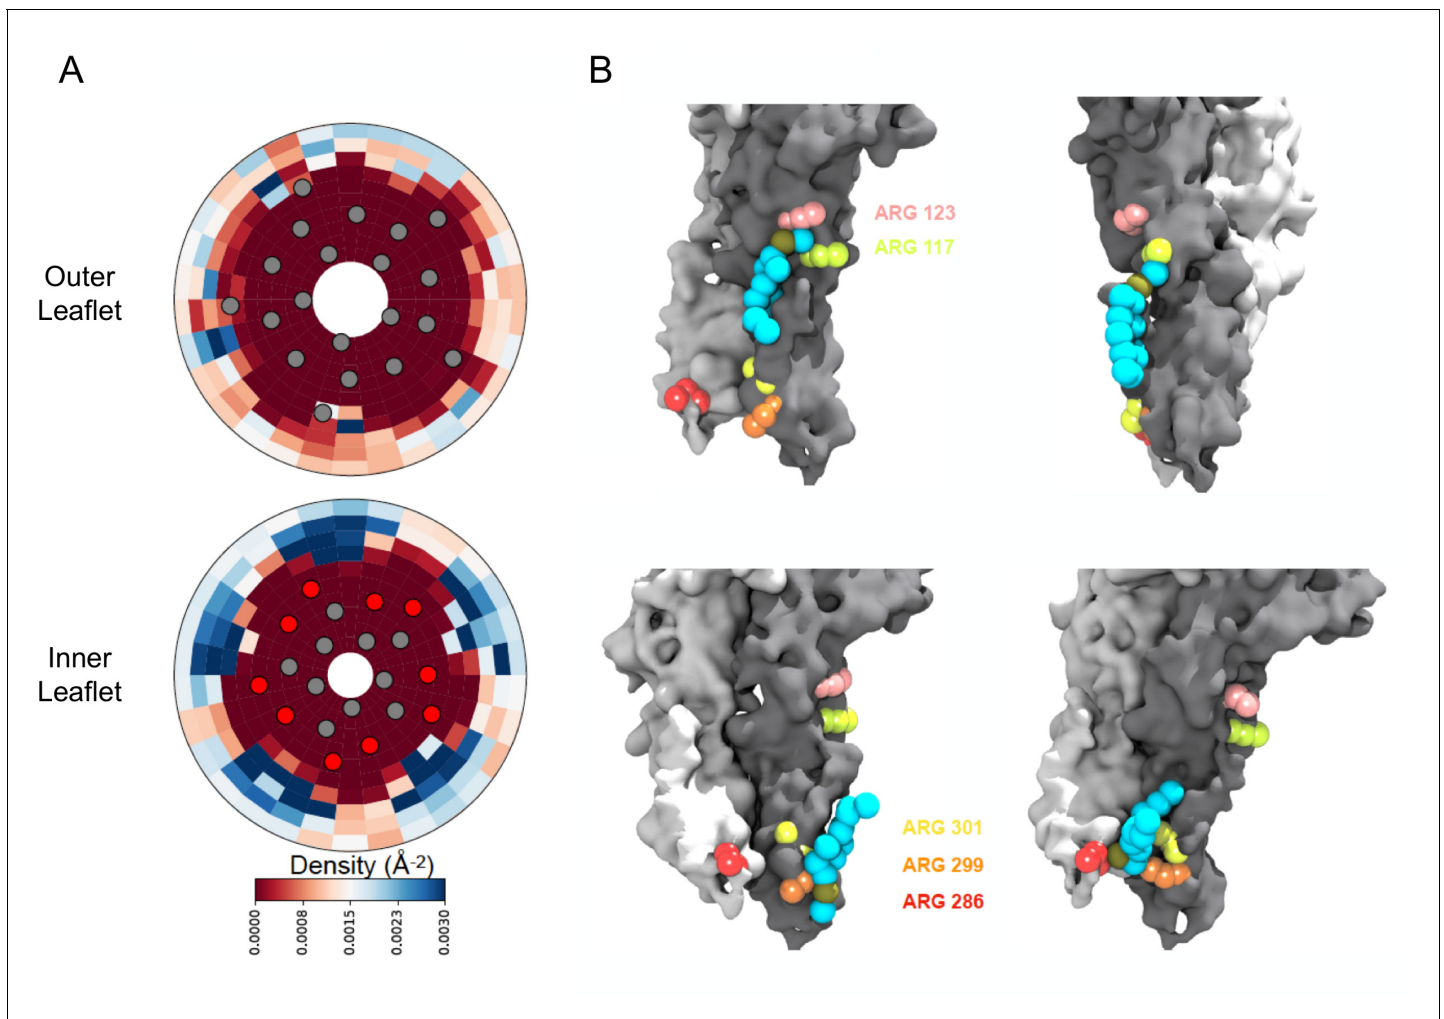 A
B
Outer
Leaflet
ARG 123
ARG 117
Inner
Leaflet
ARG 301
ARG 299
ARG 286
Density (Å⁻²)
0.0000
0.0008
0.0015
0.0023
0.0030